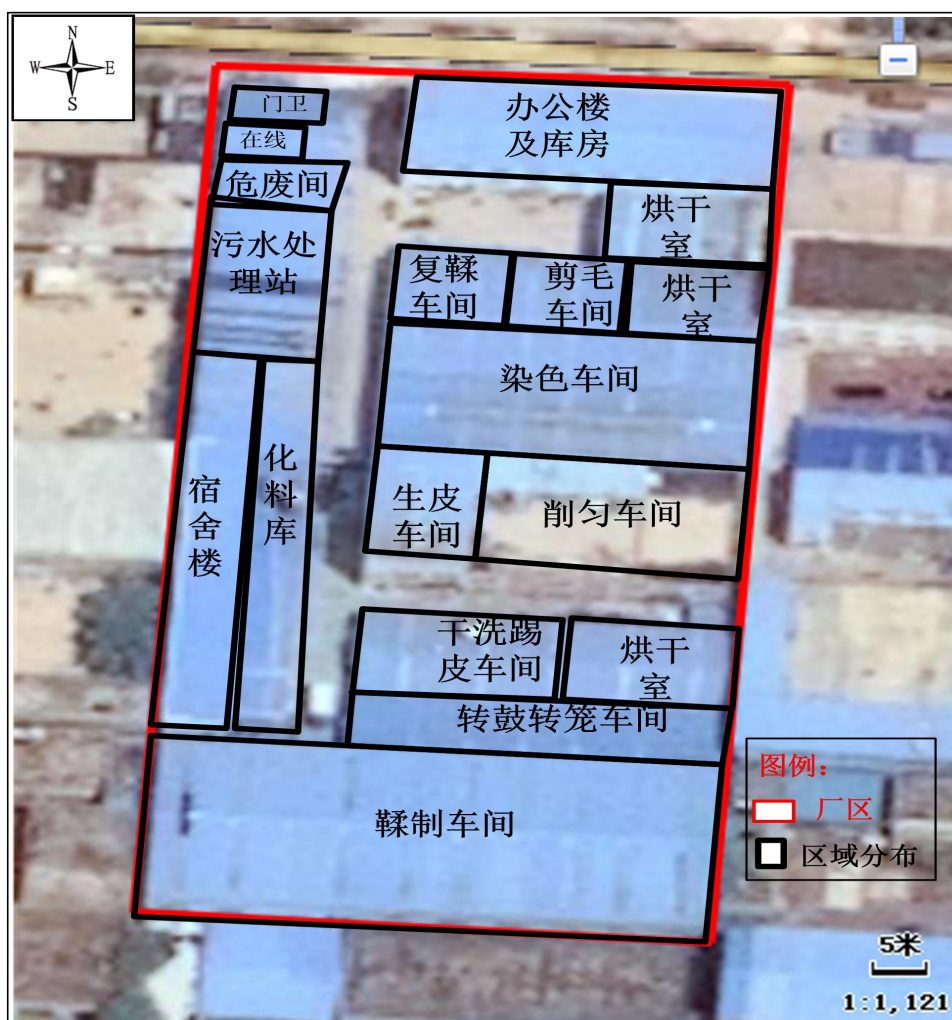 N
W E
S
门卫
在线
危废间
污水处
理站
办公楼
及库房
烘干
室
复鞣
车间
剪毛
车间
烘干
室
染色车间
宿舍楼
化料库
生皮
车间
削匀车间
干洗踢
皮车间
烘干
室
转鼓转笼车间
鞣制车间
图例：
厂区
区域分布
5米
1:1,121